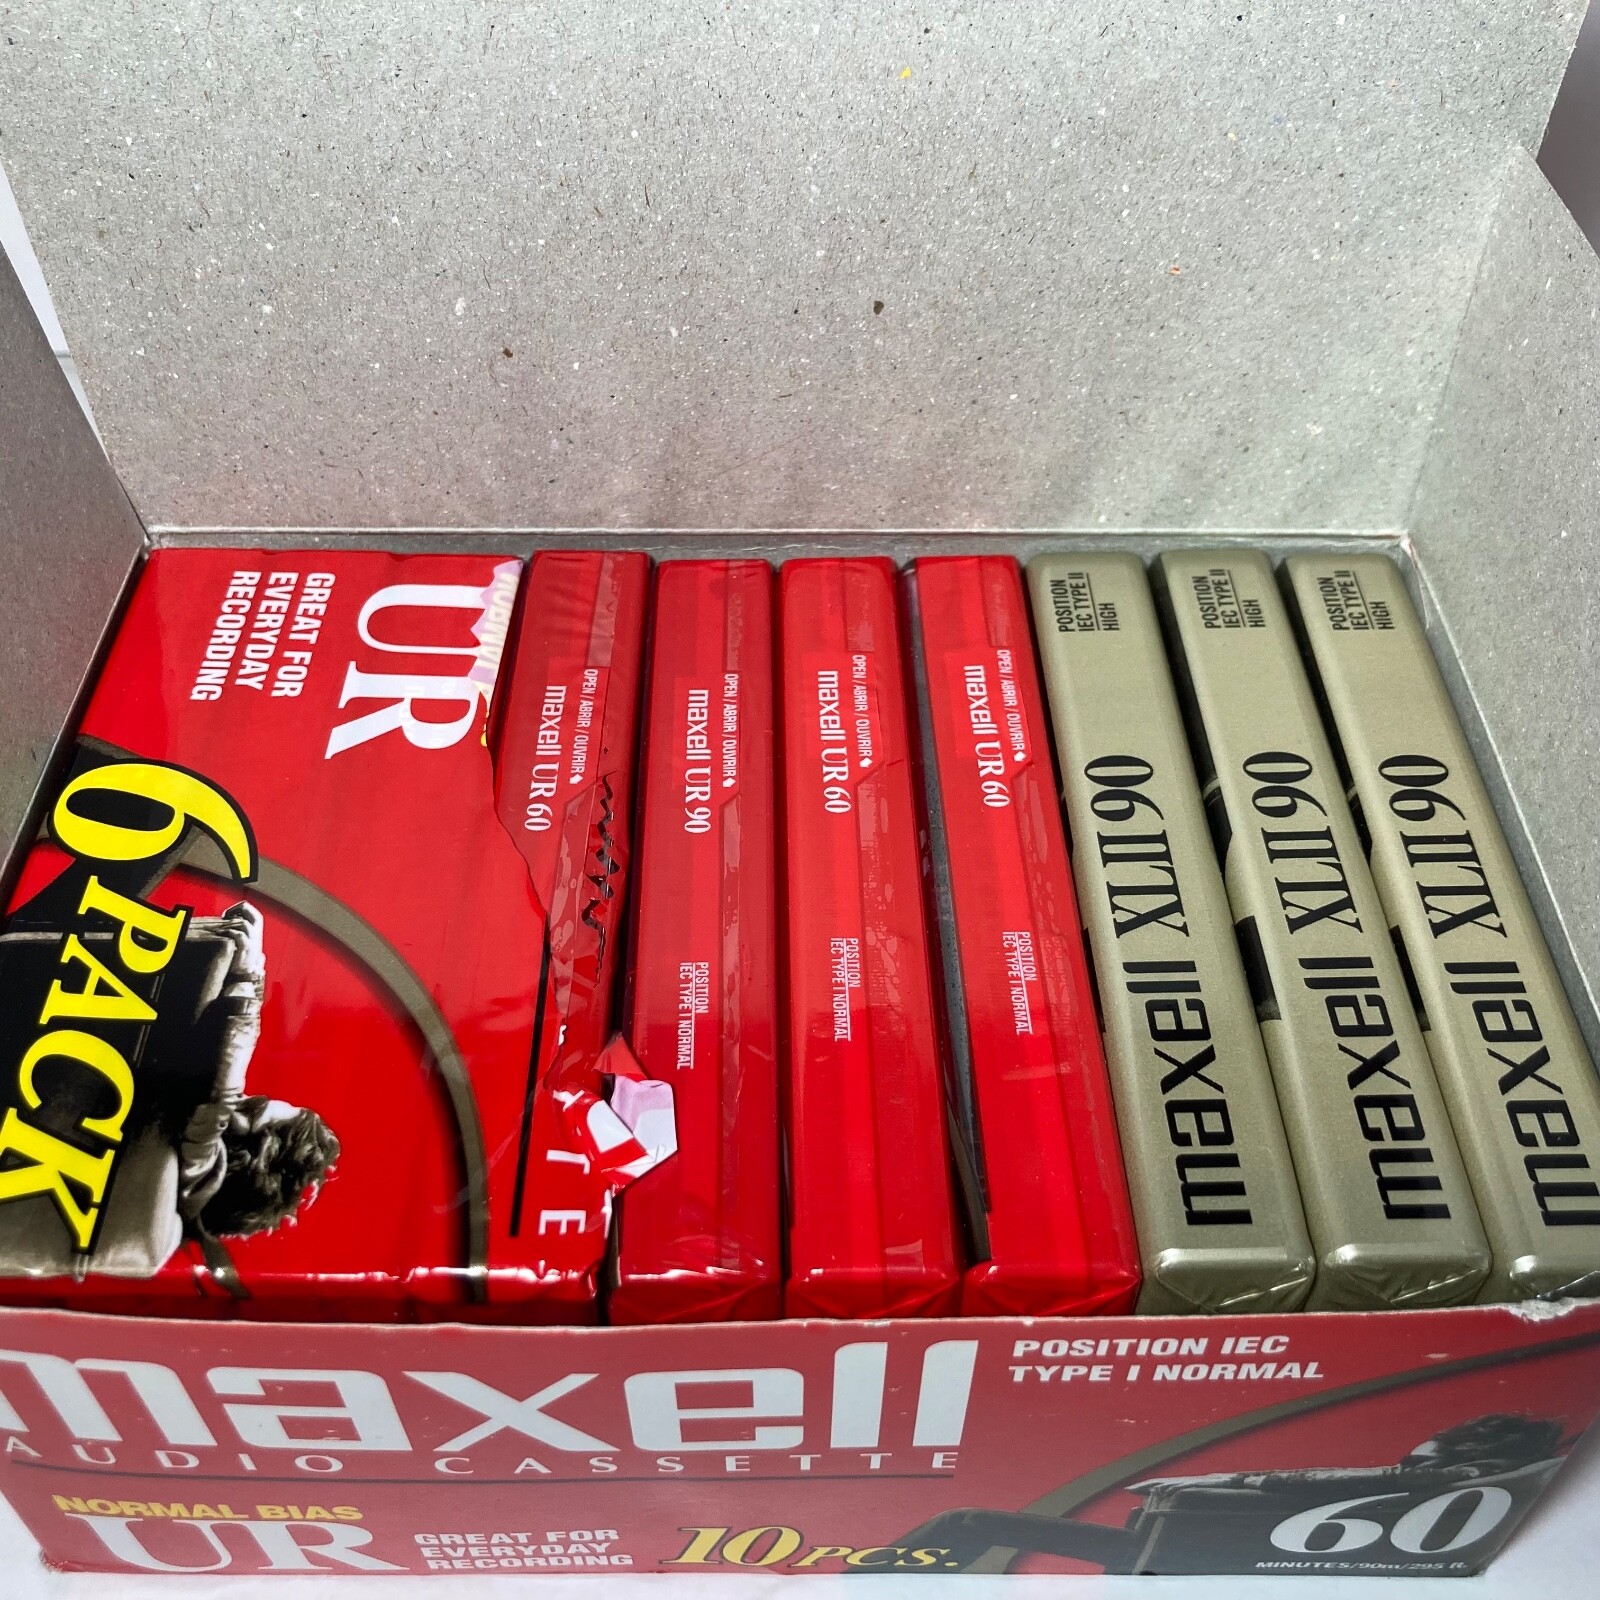 UR
GREAT FOR
EVERYDAY
RECORDING
6 PACK
TE
OPEN / ABRIR / OUVRIR
maxell UR 60
OPEN / ABRIR / OUVRIR
maxell UR 90
POSITION
IEC TYPE I NORMAL
OPEN / ABRIR / OUVRIR
maxell UR 60
POSITION
IEC TYPE I NORMAL
OPEN / ABRIR / OUVRIR
maxell UR 60
POSITION
IEC TYPE I NORMAL
POSITION
IEC TYPE II
HIGH
maxell XLII 90
POSITION
IEC TYPE II
HIGH
maxell XLII 90
POSITION
IEC TYPE II
HIGH
maxell XLII 90
maxell
AUDIO CASSETTE
POSITION IEC
TYPE I NORMAL
NORMAL BIAS
UR
GREAT FOR
EVERYDAY
RECORDING
10 PCS.
60
MINUTES/90m/295 ft.